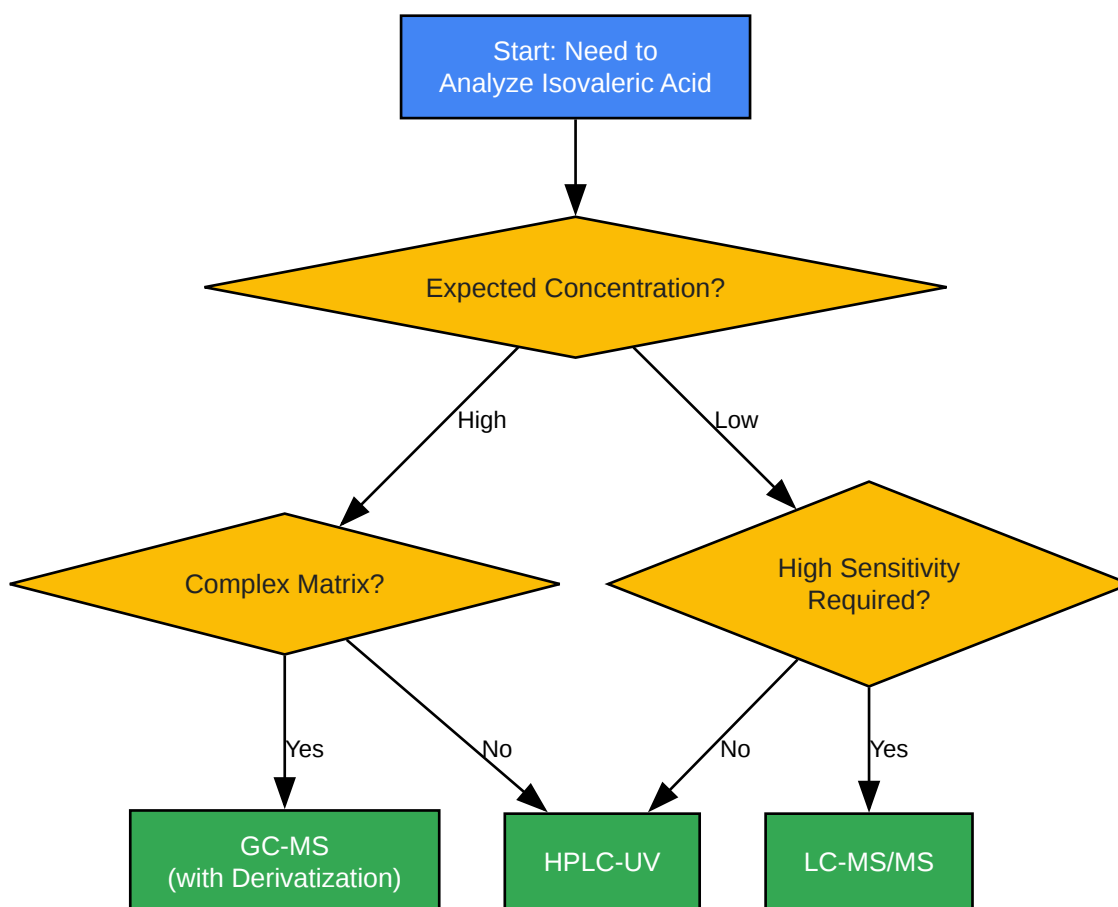 Start: Need to
Analyze Isovaleric Acid
Expected Concentration?
High
Low
Complex Matrix?
High Sensitivity
Required?
Yes
No
No
Yes
GC-MS
(with Derivatization)
HPLC-UV
LC-MS/MS